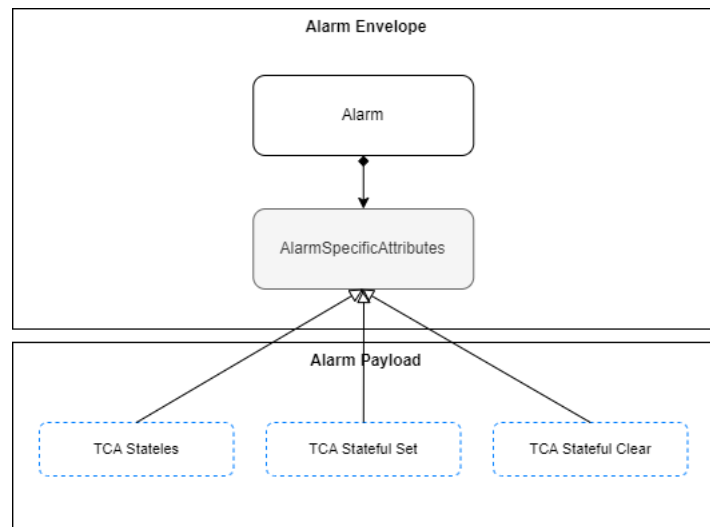 Alarm Envelope
Alarm
AlarmSpecificAttributes
Alarm Payload
TCA Stateles
TCA Stateful Set
TCA Stateful Clear